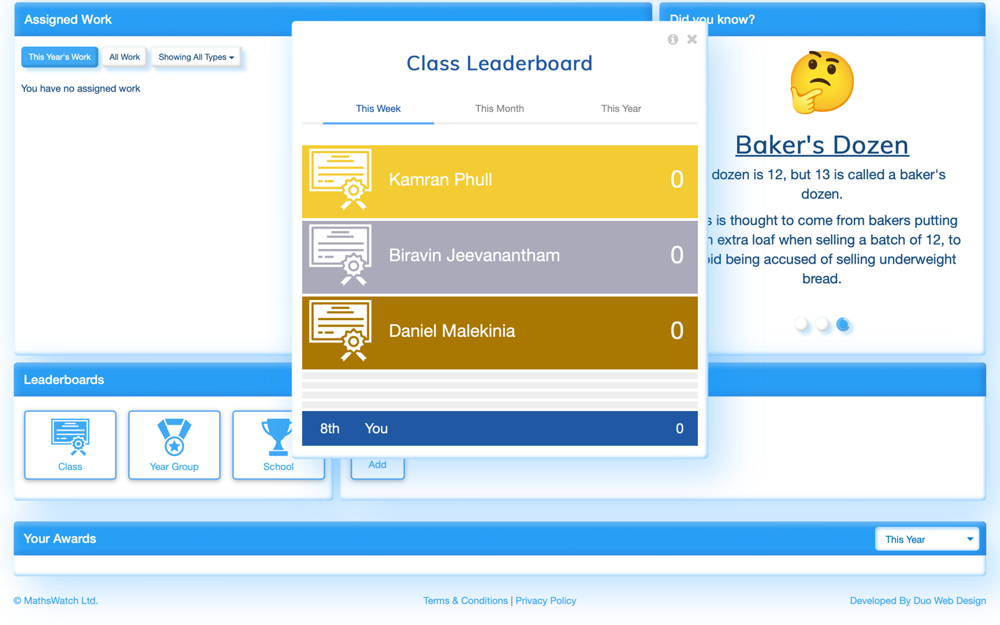 Assigned Work
This Year's Work
All Work
Showing All Types
You have no assigned work
Did you know?
Baker's Dozen
dozen is 12, but 13 is called a baker's
dozen.
is thought to come from bakers putting
extra loaf when selling a batch of 12, to
being accused of selling underweight
bread.
Class Leaderboard
This Week
This Month
This Year
Kamran Phull
0
Biravin Jeevanantham
0
Daniel Malekinia
0
8th
You
0
Leaderboards
Class
Year Group
School
Add
Your Awards
This Year
© MathsWatch Ltd.
Terms & Conditions | Privacy Policy
Developed By Duo Web Design